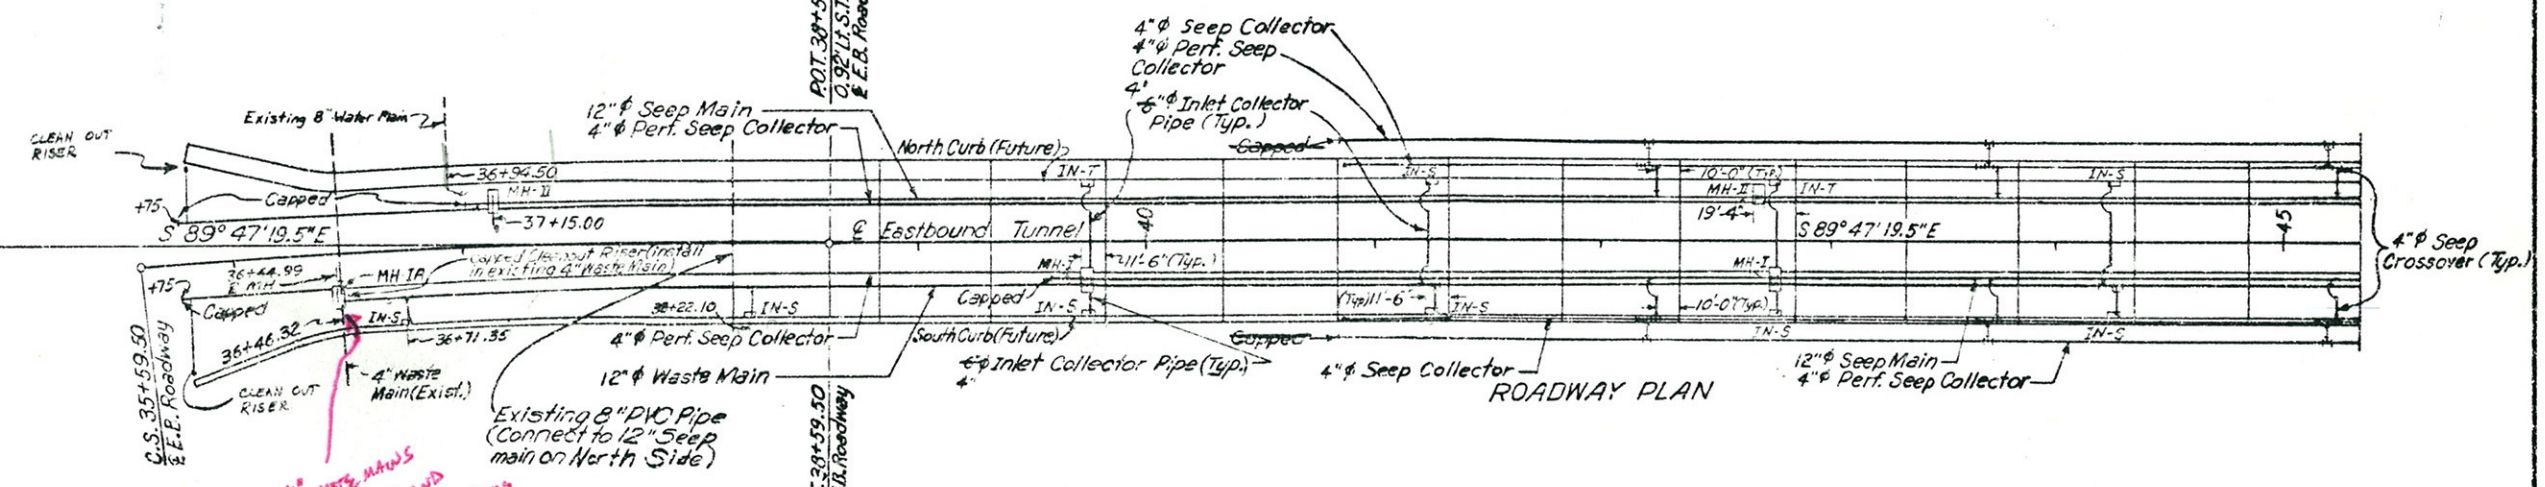 P.O.T. 38+5
0.92' Lt. S.T.
℄ E.B. Road
4"ϕ Seep Collector
4"ϕ Perf. Seep
Collector
4"
6"ϕ Inlet Collector
Pipe (Typ.)
Existing 8" Water Main
12"ϕ Seep Main
4"ϕ Perf. Seep Collector
CLEAN OUT
RISER
North Curb (Future)
Capped
36+94.50
MH-II
IN-T
IN-S
10'-0" (Typ.)
MH-II
IN-T
IN-S
+75
Capped
37+15.00
19'-4"
S 89° 47' 19.5" E
℄ Eastbound Tunnel
40
S 89° 47' 19.5" E
45
4"ϕ Seep
Crossover (Typ.)
36+44.99
℄ MH
MH IA
Capped Cleanout Riser (install
in existing 4" Waste Main)
MH-I
11'-6" (Typ.)
MH-I
+75
Capped
Capped
(Typ) 11'-6"
IN-S
10'-0" (Typ.)
36+46.32
IN-S
38+22.10
IN-S
IN-S
IN-S
IN-S
36+71.35
4"ϕ Perf. Seep Collector
South Curb (Future)
Capped
C.S. 35+59.50
℄ E.B. Roadway
CLEAN OUT
RISER
4" Waste
Main (Exist.)
12"ϕ Waste Main
6"ϕ Inlet Collector Pipe (Typ.)
4"
4"ϕ Seep Collector
12"ϕ Seep Main
4"ϕ Perf. Seep Collector
ROADWAY PLAN
Existing 8" PVC Pipe
(Connect to 12" Seep
main on North Side)
38+59.50
B. Roadway
MAINS